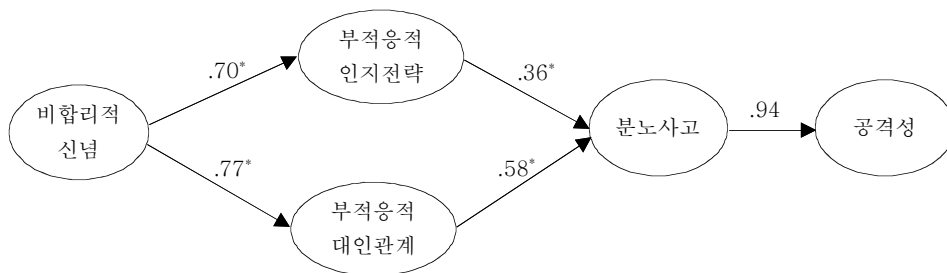 부적응적
인지전략
.70*
.36*
비합리적
신념
분노사고
.94
공격성
.77*
.58*
부적응적
대인관계